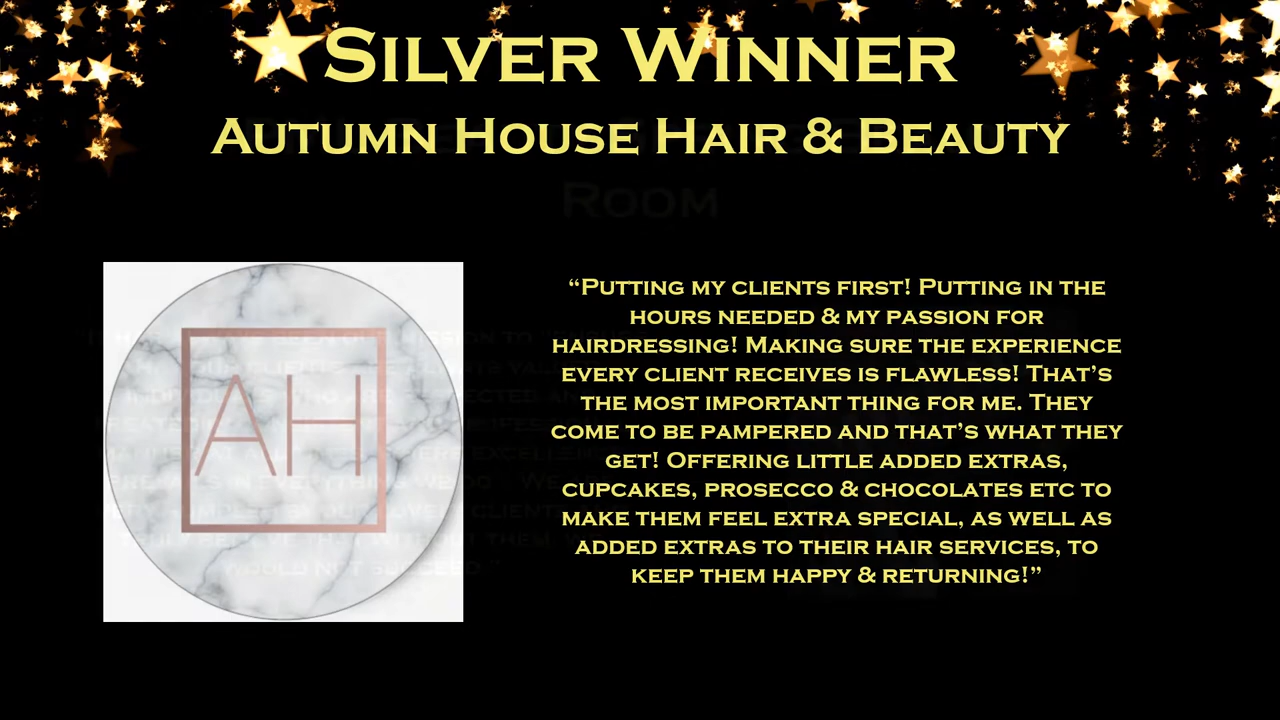 Silver Winner
Autumn House Hair & Beauty
Room
AH
“Putting my clients first! Putting in the
hours needed & my passion for
hairdressing! Making sure the experience
every client receives is flawless! That’s
the most important thing for me. They
come to be pampered and that’s what they
get! Offering little added extras,
cupcakes, prosecco & chocolates etc to
make them feel extra special, as well as
added extras to their hair services, to
keep them happy & returning!”